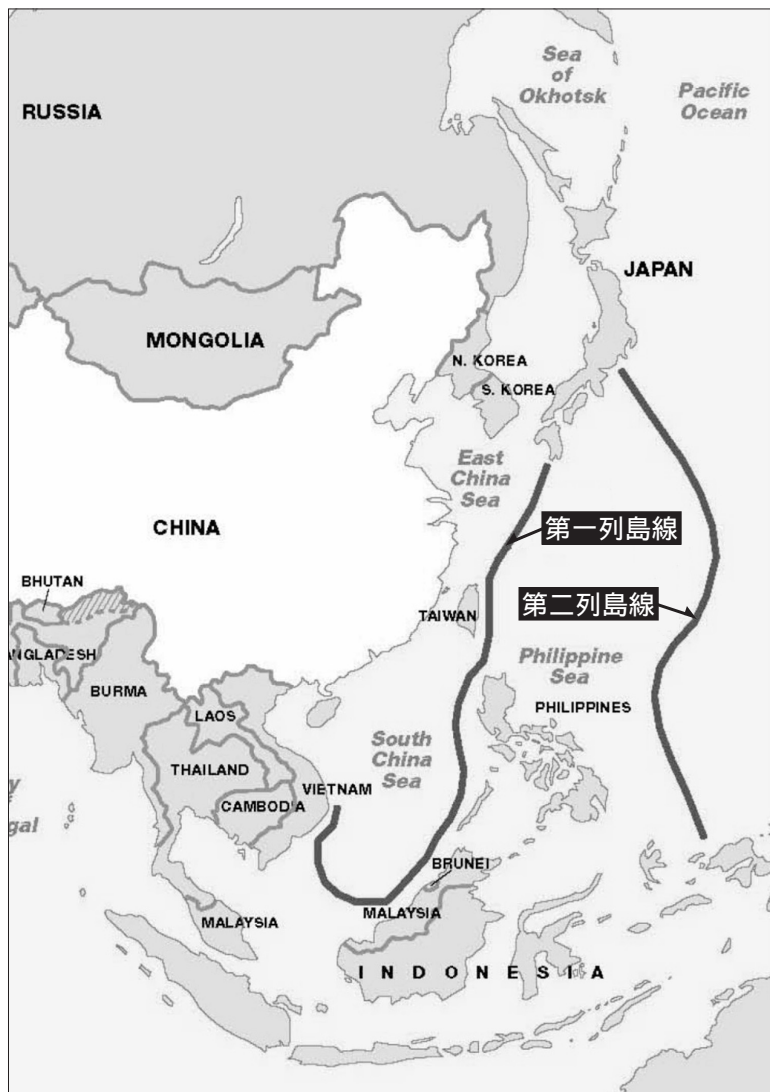 Sea
of
Okhotsk
Pacific
Ocean
RUSSIA
JAPAN
MONGOLIA
N. KOREA
S. KOREA
East
China
Sea
CHINA
第一列島線
BHUTAN
第二列島線
TAIWAN
ANGLADESH
BURMA
Philippine
Sea
LAOS
PHILIPPINES
South
China
Sea
THAILAND
VIETNAM
CAMBODIA
y
gal
BRUNEI
MALAYSIA
MALAYSIA
INDONESIA